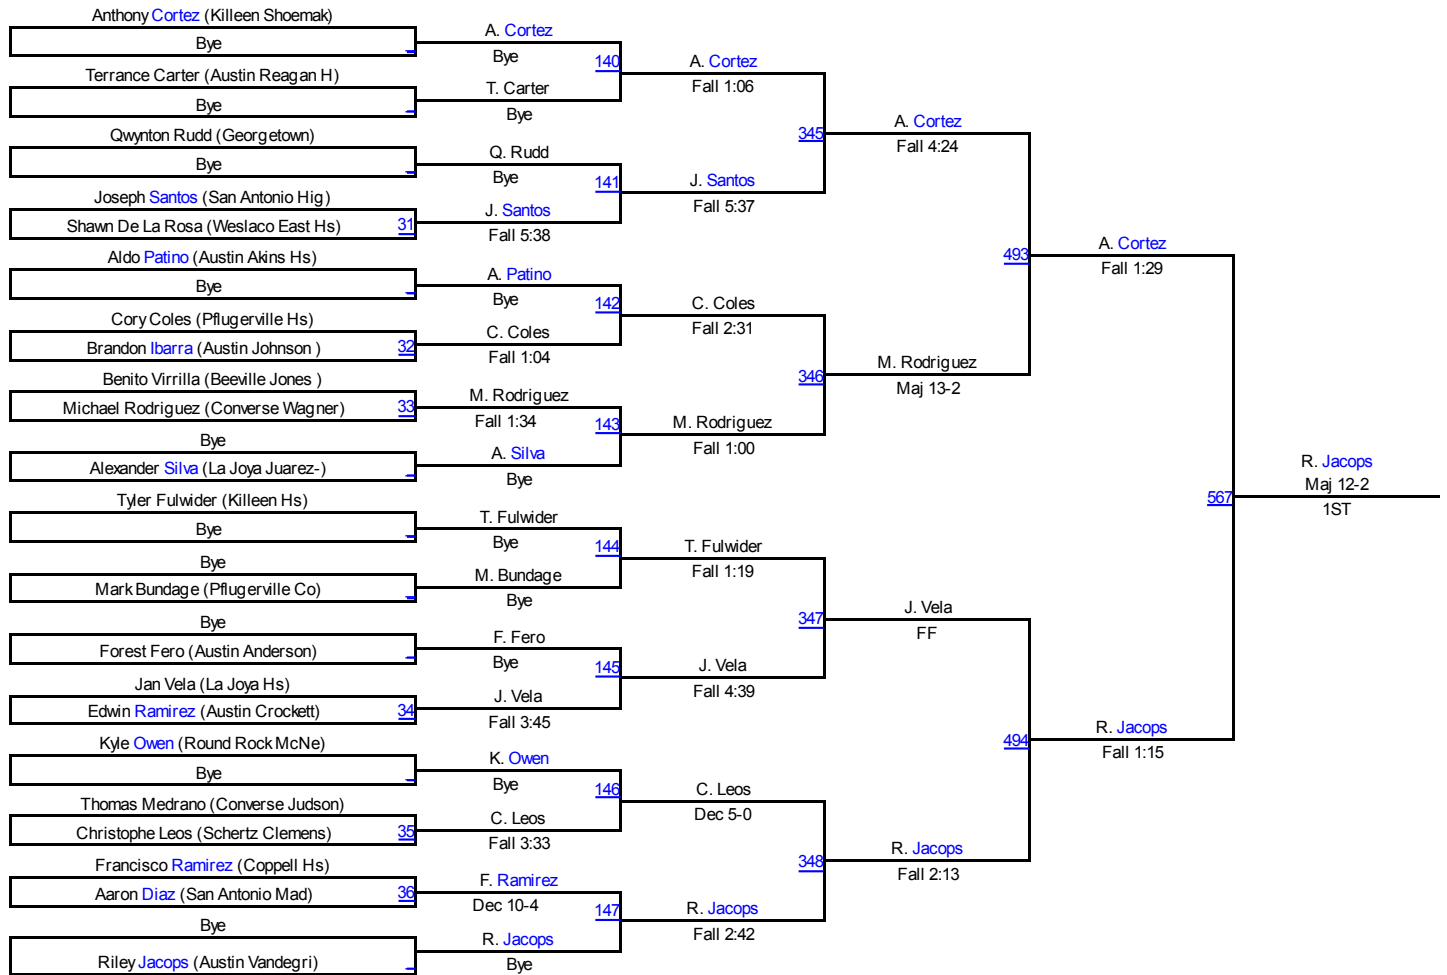 Anthony Cortez (Killeen Shoemak)
Bye
Terrance Carter (Austin Reagan H)
Bye
Qwynton Rudd (Georgetown)
Bye
Joseph Santos (San Antonio Hig)
Shawn De La Rosa (Weslaco East Hs) 31
Aldo Patino (Austin Akins Hs)
Bye
Cory Coles (Pflugerville Hs)
Brandon Ibarra (Austin Johnson ) 32
Benito Virrilla (Beeville Jones )
Michael Rodriguez (Converse Wagner) 33
Bye
Alexander Silva (La Joya Juarez-)
Tyler Fulwider (Killeen Hs)
Bye
Bye
Mark Bundage (Pflugerville Co)
Bye
Forest Fero (Austin Anderson)
Jan Vela (La Joya Hs)
Edwin Ramirez (Austin Crockett) 34
Kyle Owen (Round Rock McNe)
Bye
Thomas Medrano (Converse Judson)
Christophe Leos (Schertz Clemens) 35
Francisco Ramirez (Coppell Hs)
Aaron Diaz (San Antonio Mad) 36
Bye
Riley Jacops (Austin Vandegri)
A. Cortez
Bye
140
T. Carter
Bye
Q. Rudd
Bye
141
J. Santos
Fall 5:38
A. Patino
Bye
142
C. Coles
Fall 1:04
M. Rodriguez
Fall 1:34
143
A. Silva
Bye
T. Fulwider
Bye
144
M. Bundage
Bye
F. Fero
Bye
145
J. Vela
Fall 3:45
K. Owen
Bye
146
C. Leos
Fall 3:33
F. Ramirez
Dec 10-4
147
R. Jacops
Bye
A. Cortez
Fall 1:06
345
J. Santos
Fall 5:37
C. Coles
Fall 2:31
346
M. Rodriguez
Fall 1:00
T. Fulwider
Fall 1:19
347
J. Vela
Fall 4:39
C. Leos
Dec 5-0
348
R. Jacops
Fall 2:42
A. Cortez
Fall 4:24
493
M. Rodriguez
Maj 13-2
J. Vela
FF
494
R. Jacops
Fall 2:13
A. Cortez
Fall 1:29
567
R. Jacops
Fall 1:15
R. Jacops
Maj 12-2
1ST